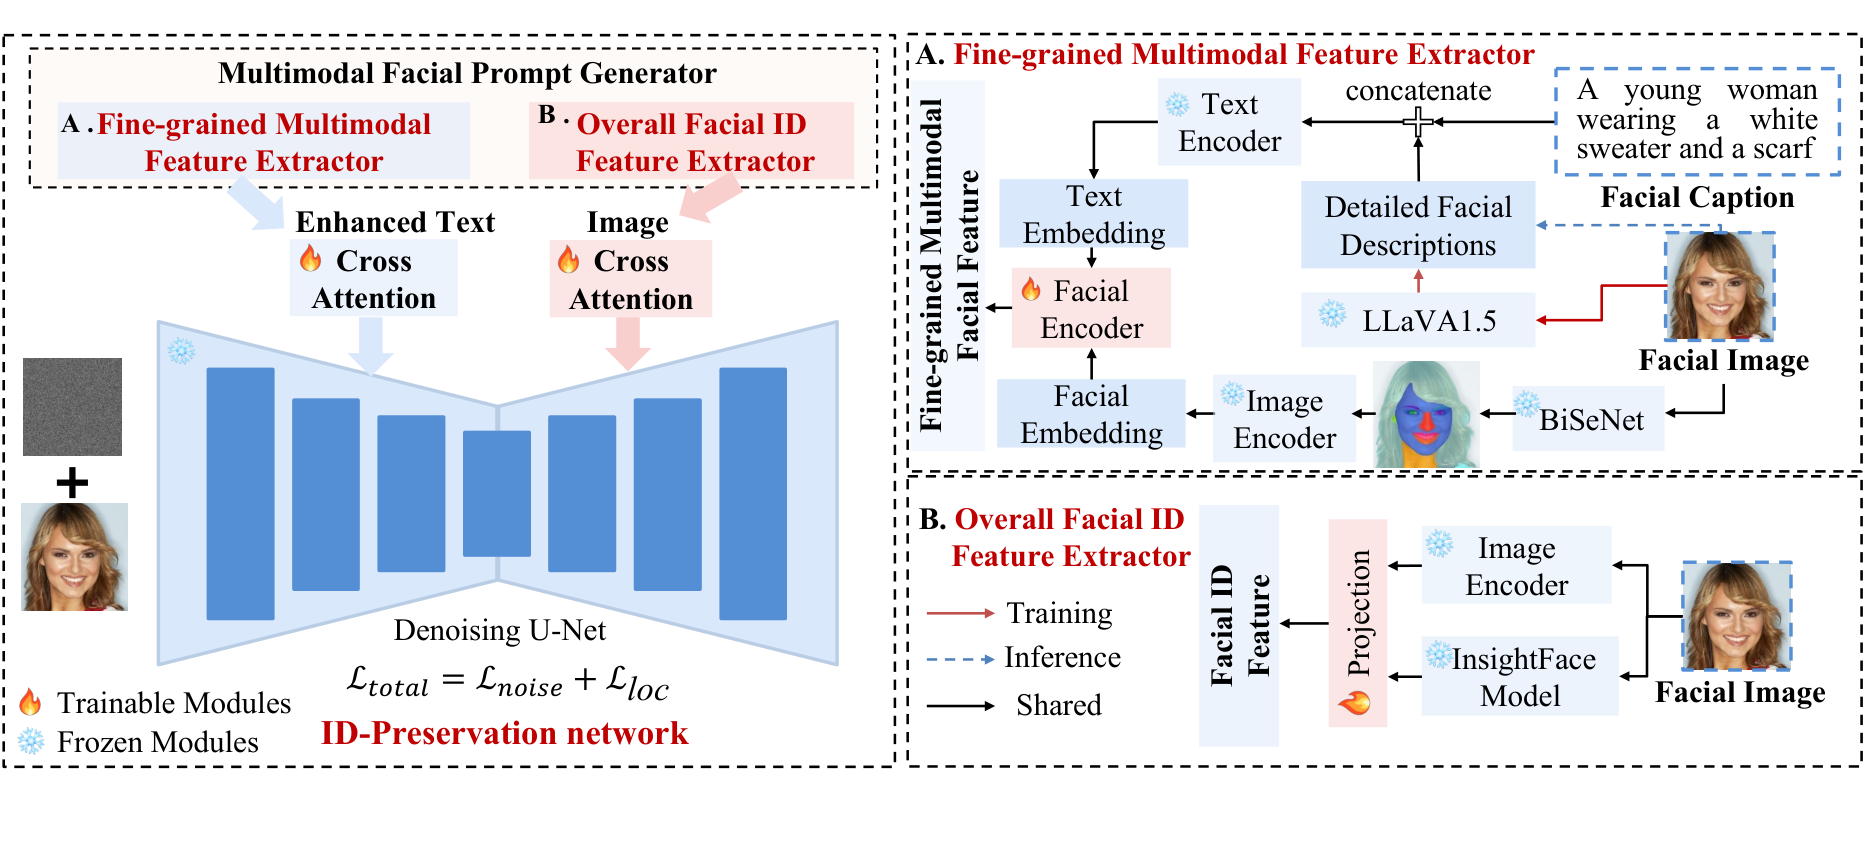 Multimodal Facial Prompt Generator
A . Fine-grained Multimodal
Feature Extractor
B . Overall Facial ID
Feature Extractor
Enhanced Text
Cross
Attention
Image
Cross
Attention
+
Denoising U-Net
ℒtotal = ℒnoise + ℒloc
ID-Preservation network
Trainable Modules
Frozen Modules
A. Fine-grained Multimodal Feature Extractor
Fine-grained Multimodal
Facial Feature
Text
Encoder
concatenate
A young woman
wearing a white
sweater and a scarf
Facial Caption
Text
Embedding
Detailed Facial
Descriptions
Facial
Encoder
LLaVA1.5
Facial Image
Facial
Embedding
Image
Encoder
BiSeNet
B. Overall Facial ID
Feature Extractor
Training
Inference
Shared
Facial ID
Feature
Projection
Image
Encoder
InsightFace
Model
Facial Image